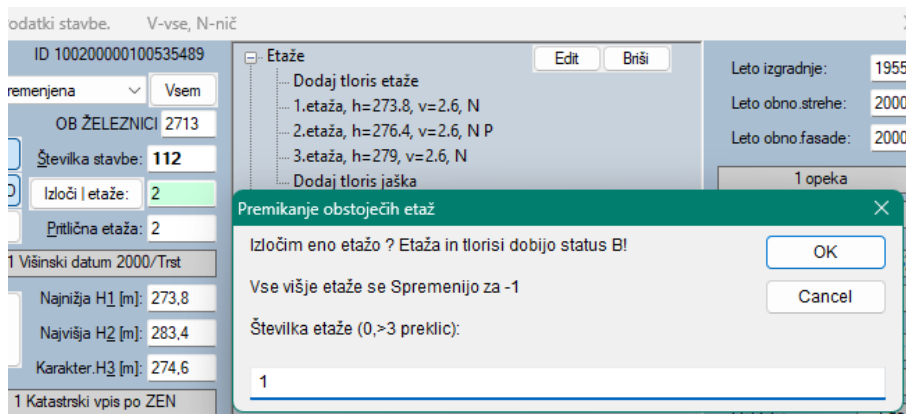 odatki stavbe. V-vse, N-nič
ID 100200000100535489
remenjena Vsem
OB ŽELEZNICI 2713
Številka stavbe: 112
Izloči | etaže: 2
Pritlična etaža: 2
1 Višinski datum 2000/Trst
Najnižja H1 [m]: 273,8
Najvišja H2 [m]: 283,4
Karakter.H3 [m]: 274,6
1 Katastrski vpis po ZEN
Etaže Edit Briši
Dodaj tloris etaže
1.etaža, h=273.8, v=2.6, N
2.etaža, h=276.4, v=2.6, N P
3.etaža, h=279, v=2.6, N
Dodaj tloris jaška
Leto izgradnje: 1955
Leto obno.strehe: 2000
Leto obno.fasade: 2000
1 opeka
Premikanje obstoječih etaž
Izločim eno etažo ? Etaža in tlorisi dobijo status B!
Vse višje etaže se Spremenijo za -1
Številka etaže (0,>3 preklic):
OK
Cancel
1